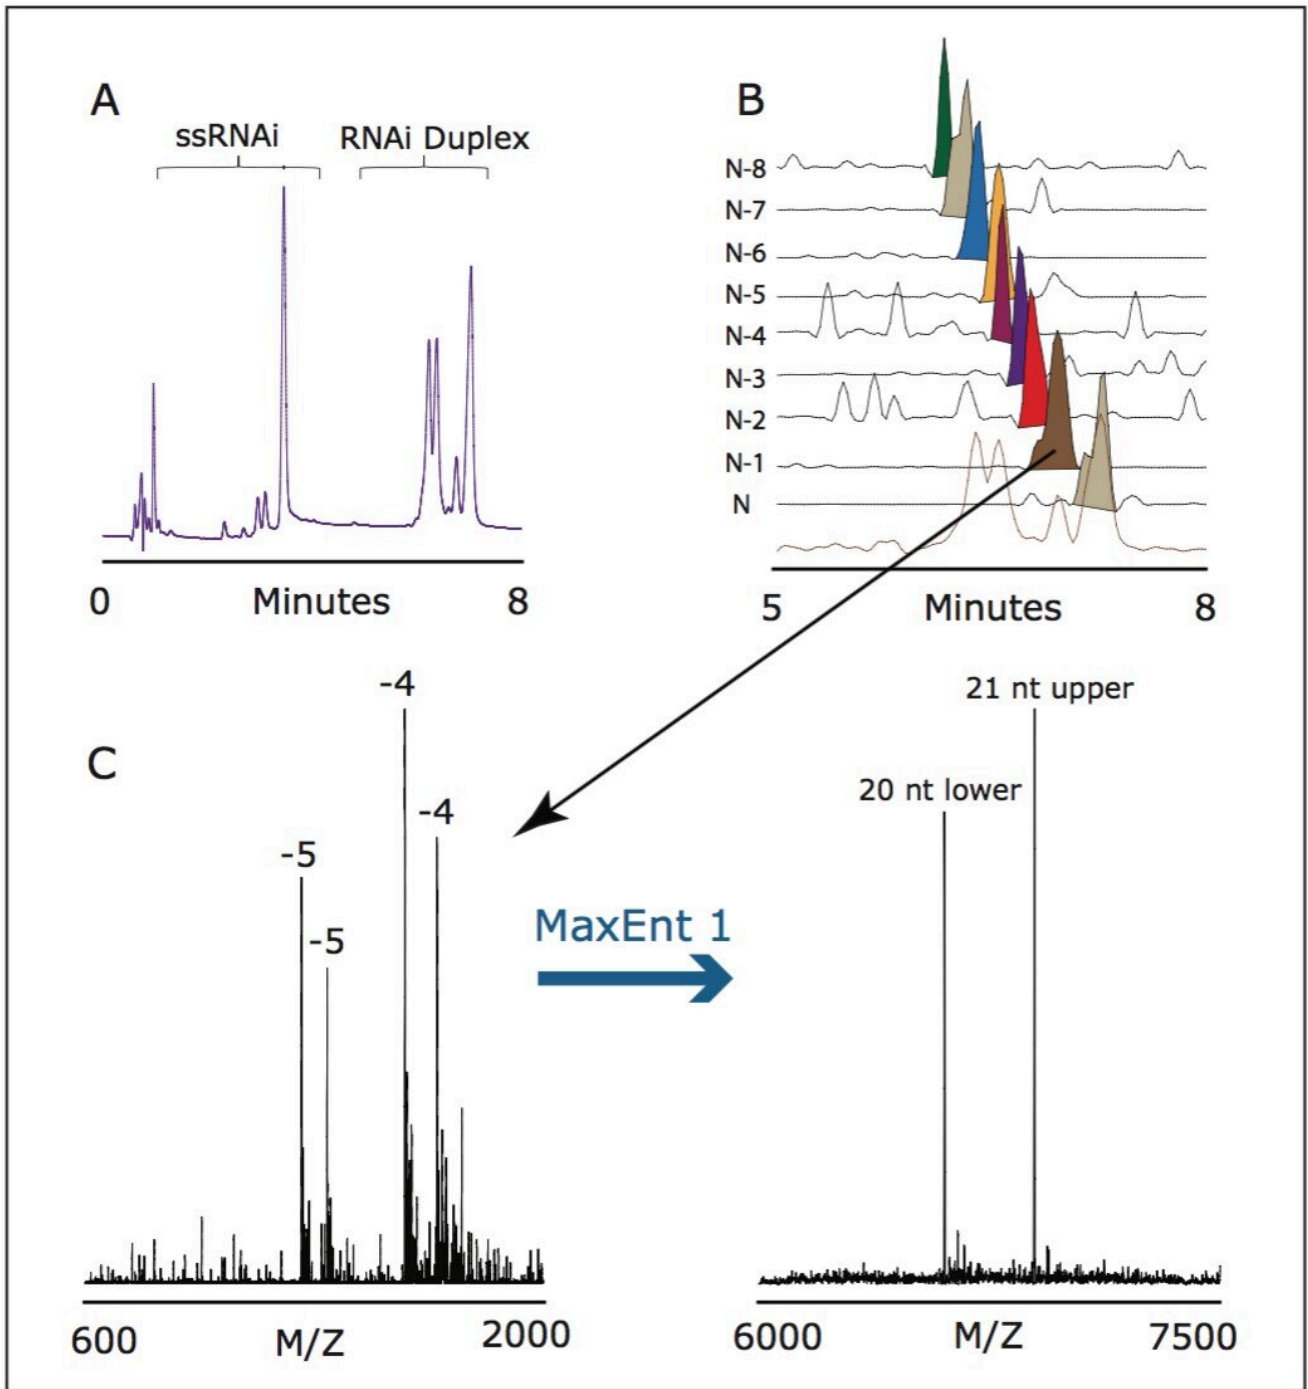 A
ssRNAi
RNAi Duplex
0
Minutes
8
B
N-8
N-7
N-6
N-5
N-4
N-3
N-2
N-1
N
5
Minutes
8
C
-5
-5
-4
-4
600
M/Z
2000
MaxEnt 1
20 nt lower
21 nt upper
6000
M/Z
7500